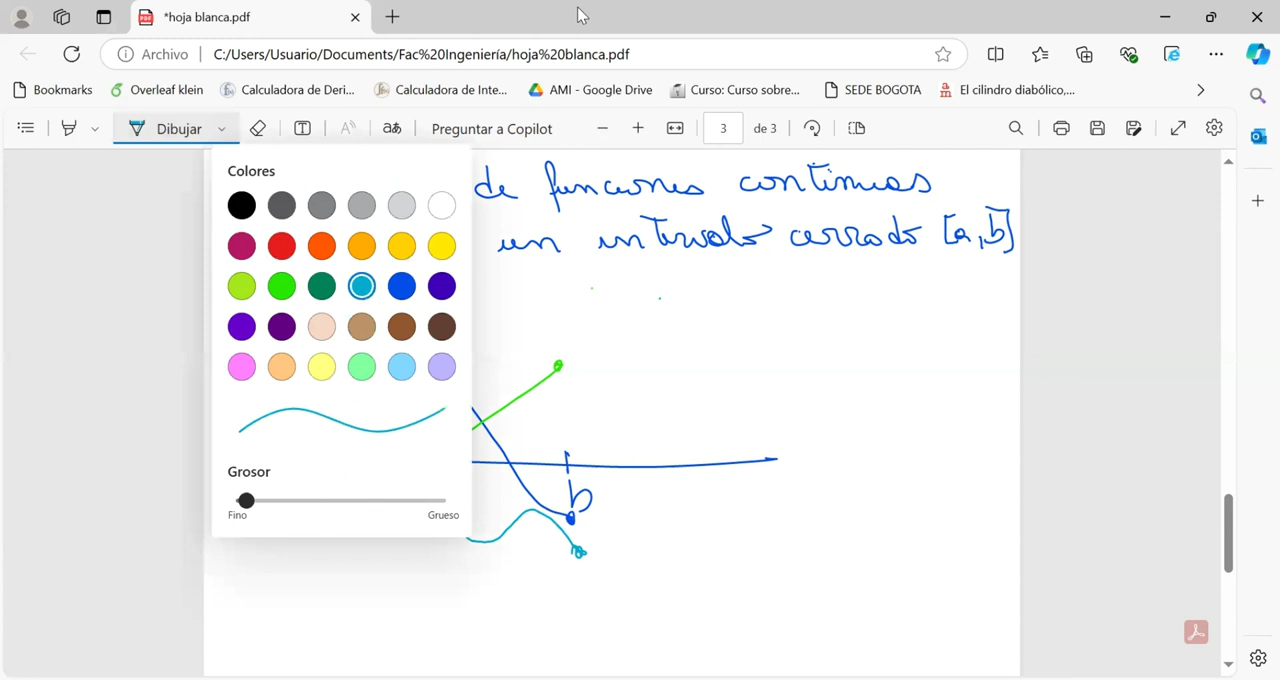 *hoja blanca.pdf
Archivo C:/Users/Usuario/Documents/Fac%20Ingeniería/hoja%20blanca.pdf
Bookmarks Overleaf klein Calculadora de Deri... Calculadora de Inte... AMI - Google Drive Curso: Curso sobre... SEDE BOGOTA El cilindro diabólico,...
Dibujar aあ Preguntar a Copilot 3 de 3
Colores
de funciones continuas
un intervalo cerrado [a,b]
b
Grosor
Fino Grueso